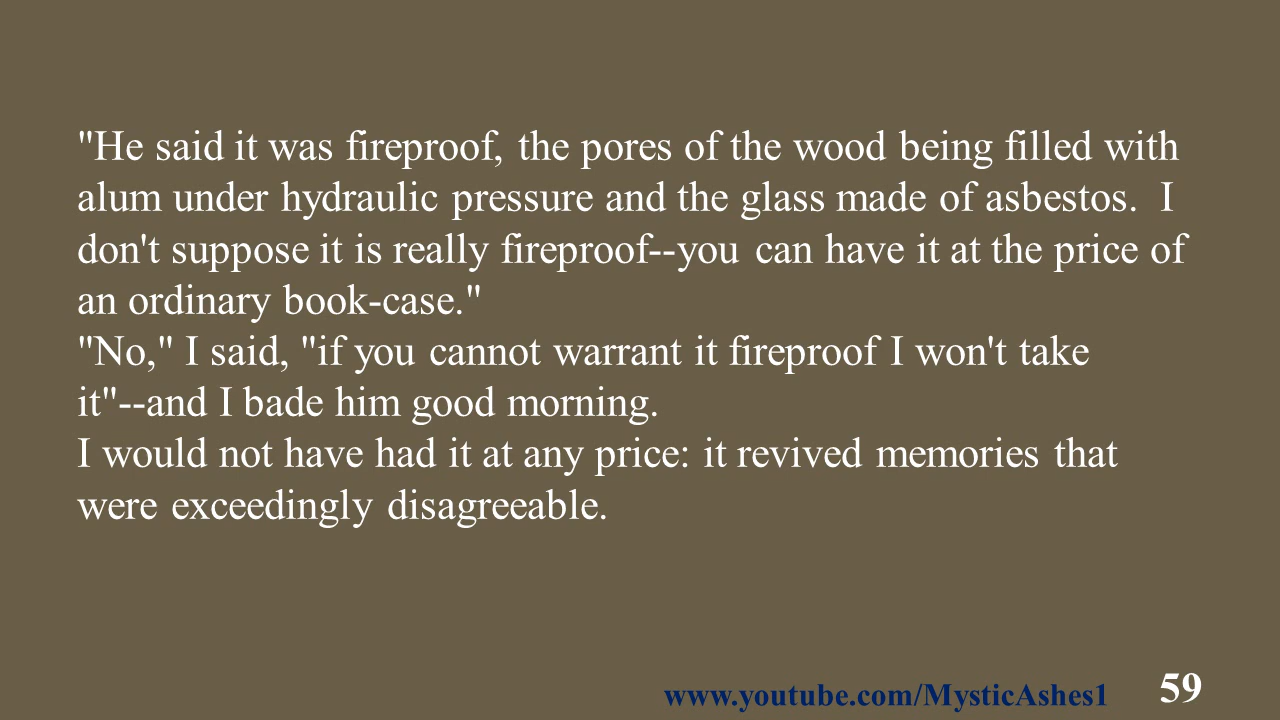 "He said it was fireproof, the pores of the wood being filled with
alum under hydraulic pressure and the glass made of asbestos.  I
don't suppose it is really fireproof--you can have it at the price of
an ordinary book-case."
"No," I said, "if you cannot warrant it fireproof I won't take
it"--and I bade him good morning.
I would not have had it at any price: it revived memories that
were exceedingly disagreeable.
www.youtube.com/MysticAshes1 59